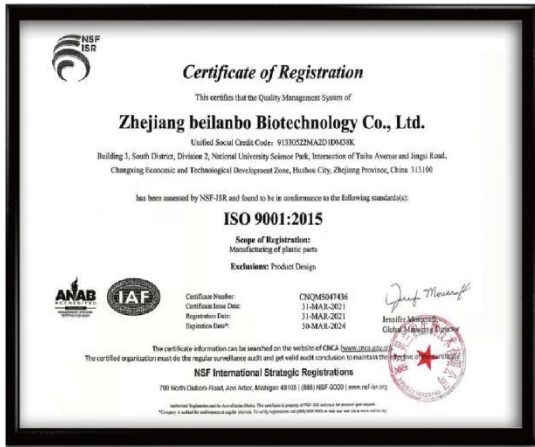 NSF
ISR
Certificate of Registration
This certifies that the Quality Management System of
Zhejiang beilanbo Biotechnology Co., Ltd.
Unified Social Credit Code: 91330522MA2D1DM38K
Building 3, South District, Division 2, National University Science Park, Intersection of Taihu Avenue and Jingsi Road,
Changxing Economic and Technological Development Zone, Huzhou City, Zhejiang Province, China 313100
has been assessed by NSF-ISR and found to be in conformance to the following standards(s):
ISO 9001:2015
Scope of Registration:
Manufacturing of plastic parts
Exclusions: Product Design
ANAB
ACCREDITED
IAF
Certificate Number: CNQMS047436
Certificate Issue Date: 31-MAR-2021
Registration Date: 31-MAR-2021
Expiration Date*: 30-MAR-2024
Jennifer
Global Managing Director
The certificate information can be searched on the website of CNCA (www.cnca.gov.cn)
The certified organization must do the regular surveillance audit and get valid audit conclusion to maintain the effective of the certificate
NSF International Strategic Registrations
789 North Dixboro Road, Ann Arbor, Michigan 48105 | (888) NSF-9000 | www.nsf-isr.org